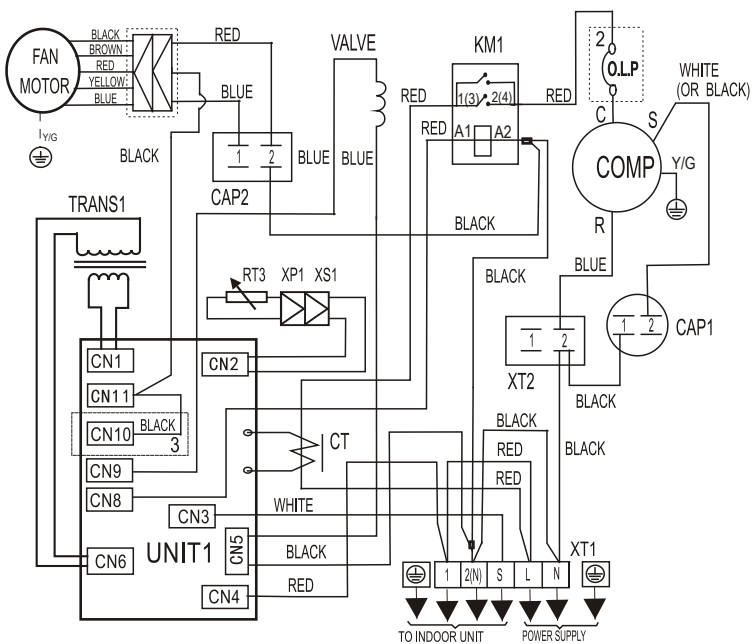 BLACK
BROWN
RED
YELLOW
BLUE
FAN
MOTOR
Y/G
RED
BLUE
BLACK
VALVE
KM1
1(3)
2(4)
A1
A2
RED
RED
RED
2
O.L.P
WHITE
(OR BLACK)
C
S
COMP
Y/G
R
1
2
CAP2
BLUE
BLUE
BLACK
TRANS1
RT3
XP1
XS1
BLACK
BLUE
1
2
CAP1
1
2
XT2
BLACK
CN1
CN2
CN11
BLACK
CN10
3
CN9
CN8
CT
BLACK
BLACK
RED
RED
WHITE
CN3
UNIT1
CN5
BLACK
CN6
CN4
RED
XT1
1
2(N)
S
L
N
TO INDOOR UNIT
POWER SUPPLY